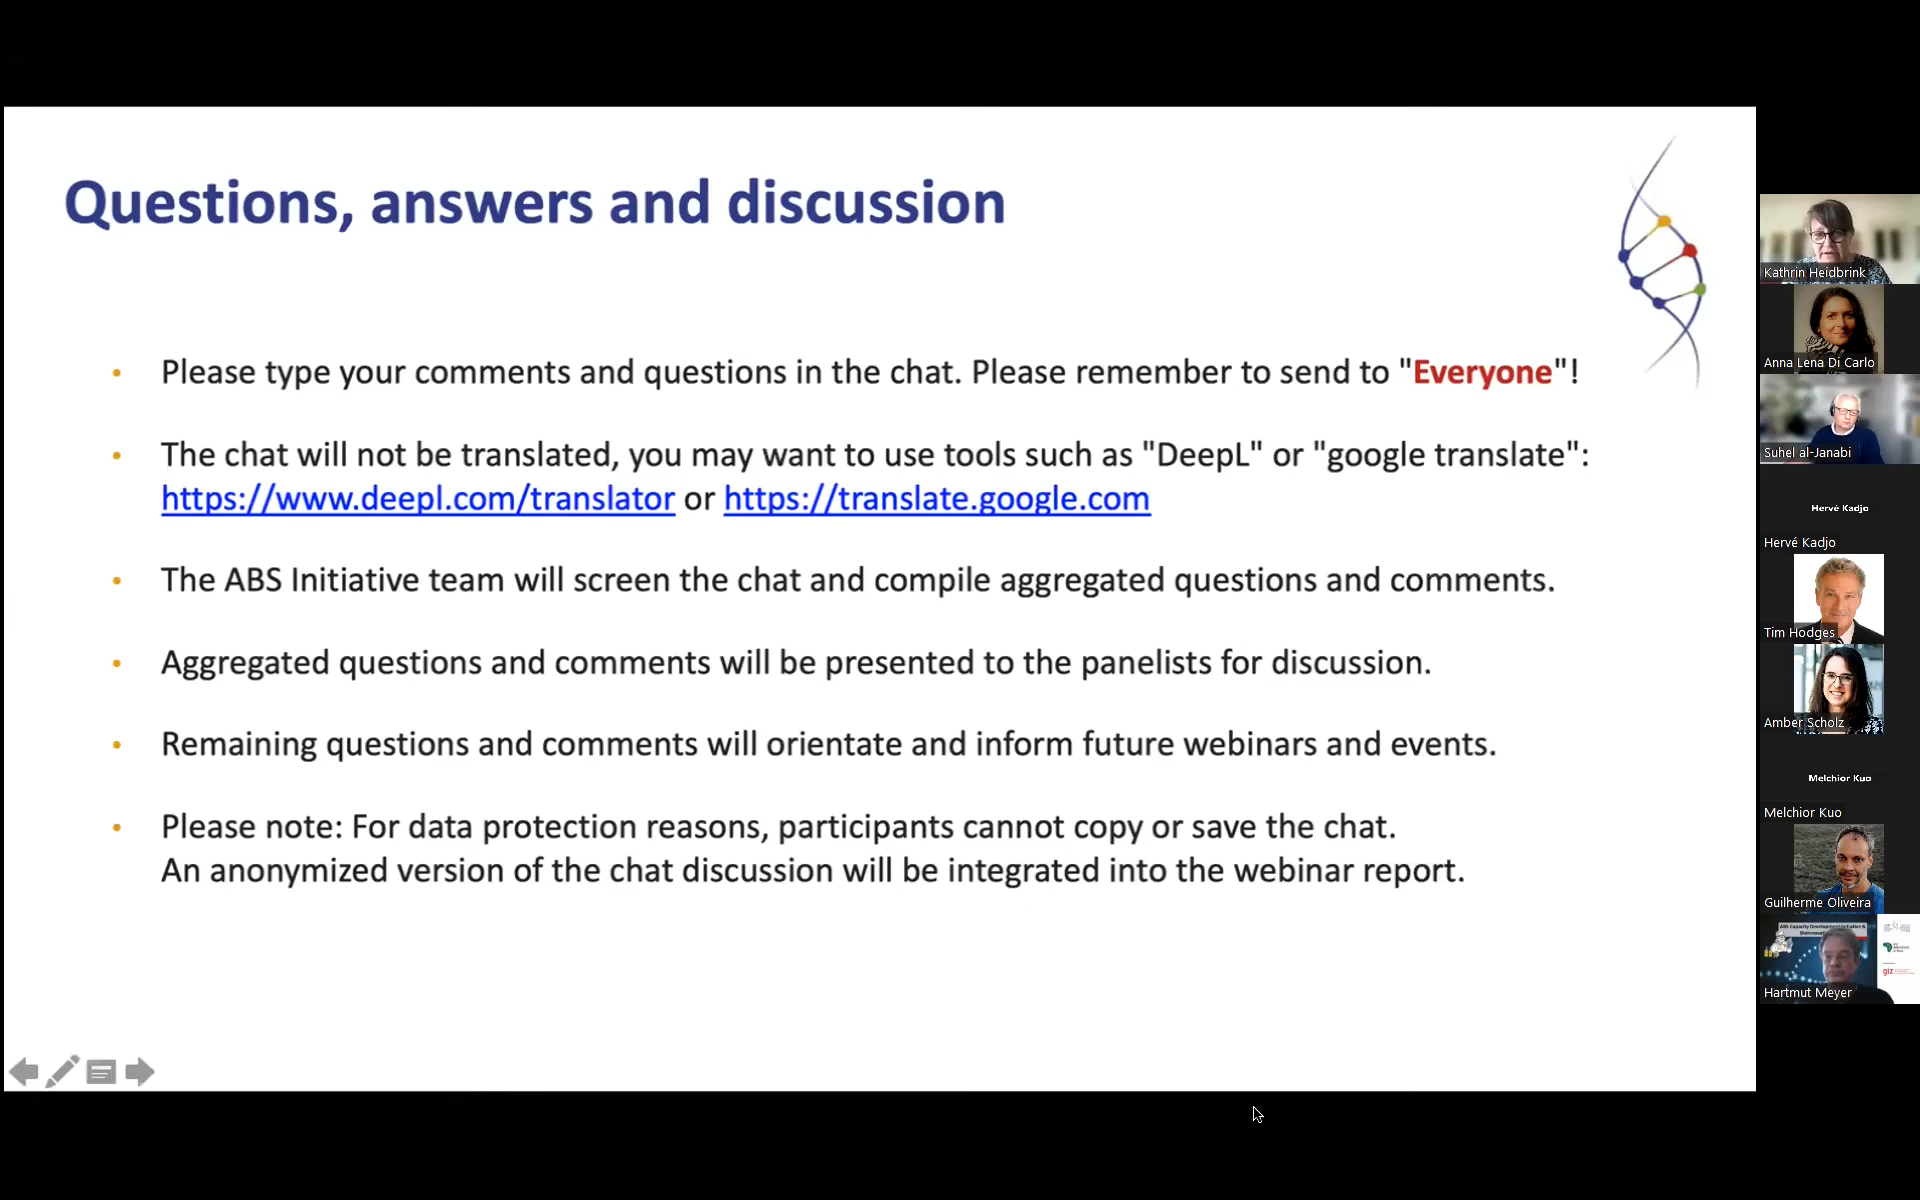 Questions, answers and discussion
Please type your comments and questions in the chat. Please remember to send to "Everyone"!
The chat will not be translated, you may want to use tools such as "DeepL" or "google translate":
https://www.deepl.com/translator or https://translate.google.com
The ABS Initiative team will screen the chat and compile aggregated questions and comments.
Aggregated questions and comments will be presented to the panelists for discussion.
Remaining questions and comments will orientate and inform future webinars and events.
Please note: For data protection reasons, participants cannot copy or save the chat.
An anonymized version of the chat discussion will be integrated into the webinar report.
Kathrin Heidbrink
Anna Lena Di Carlo
Suhel al-Janabi
Hervé Kadjo
Hervé Kadjo
Tim Hodges
Amber Scholz
Melchior Kuo
Melchior Kuo
Guilherme Oliveira
ABS Capacity Development Initiative &
giz
Hartmut Meyer